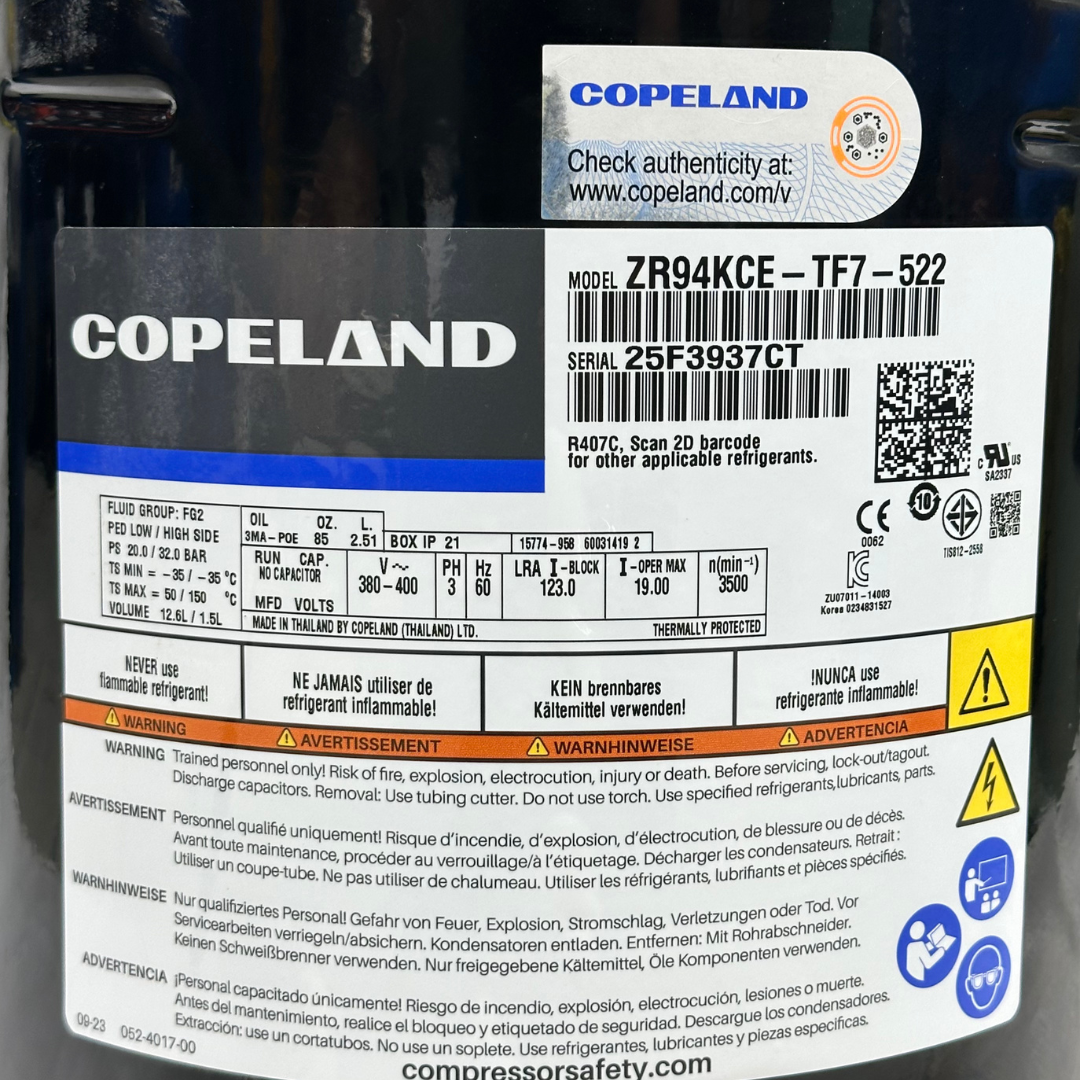 COPELAND
Check authenticity at:
www.copeland.com/v
COPELAND
MODEL ZR94KCE-TF7-522
SERIAL 25F3937CT
R407C, Scan 2D barcode
for other applicable refrigerants.
C RU US
SA2337
CE
0062
10
TIS812-2558
ZU07011-14003
Korea 0234831527
FLUID GROUP: FG2
PED LOW / HIGH SIDE
PS 20.0 / 32.0 BAR
TS MIN = -35 / -35 °C
TS MAX = 50 / 150 °C
VOLUME 12.6L / 1.5L
OIL OZ. L.
3MA-POE 85 2.51
BOX IP 21
15774-958 60031419 2
RUN CAP.
NO CAPACITOR
MFD VOLTS
V~
380-400
PH
3
Hz
60
LRA I-BLOCK
123.0
I-OPER MAX
19.00
n(min-1)
3500
MADE IN THAILAND BY COPELAND (THAILAND) LTD. THERMALLY PROTECTED
NEVER use
flammable refrigerant!
NE JAMAIS utiliser de
refrigerant inflammable!
KEIN brennbares
Kältemittel verwenden!
!NUNCA use
refrigerante inflammable!
WARNING
AVERTISSEMENT
WARNHINWEISE
ADVERTENCIA
WARNING Trained personnel only! Risk of fire, explosion, electrocution, injury or death. Before servicing, lock-out/tagout.
Discharge capacitors. Removal: Use tubing cutter. Do not use torch. Use specified refrigerants,lubricants, parts.
AVERTISSEMENT Personnel qualifié uniquement! Risque d'incendie, d'explosion, d'électrocution, de blessure ou de décès.
Avant toute maintenance, procéder au verrouillage/à l'étiquetage. Décharger les condensateurs. Retrait :
Utiliser un coupe-tube. Ne pas utiliser de chalumeau. Utiliser les réfrigérants, lubrifiants et pièces spécifiés.
WARNHINWEISE Nur qualifiziertes Personal! Gefahr von Feuer, Explosion, Stromschlag, Verletzungen oder Tod. Vor
Servicearbeiten verriegeln/absichern. Kondensatoren entladen. Entfernen: Mit Rohrabschneider.
Keinen Schweißbrenner verwenden. Nur freigegebene Kältemittel, Öle Komponenten verwenden.
ADVERTENCIA ¡Personal capacitado únicamente! Riesgo de incendio, explosión, electrocución, lesiones o muerte.
Antes del mantenimiento, realice el bloqueo y etiquetado de seguridad. Descargue los condensadores.
Extracción: use un cortatubos. No use un soplete. Use refrigerantes, lubricantes y piezas específicas.
09-23 052-4017-00
compressorsafety.com